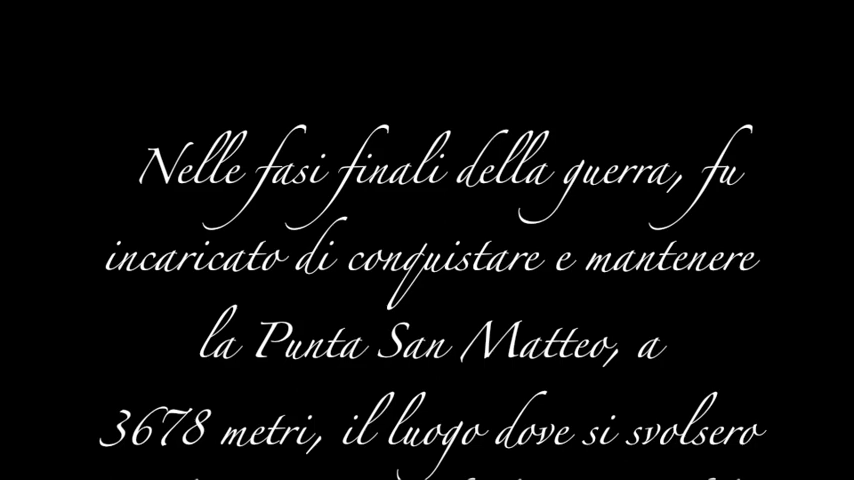 Nelle fasi finali della guerra, fu
incaricato di conquistare e mantenere
la Punta San Matteo, a
3678 metri, il luogo dove si svolsero